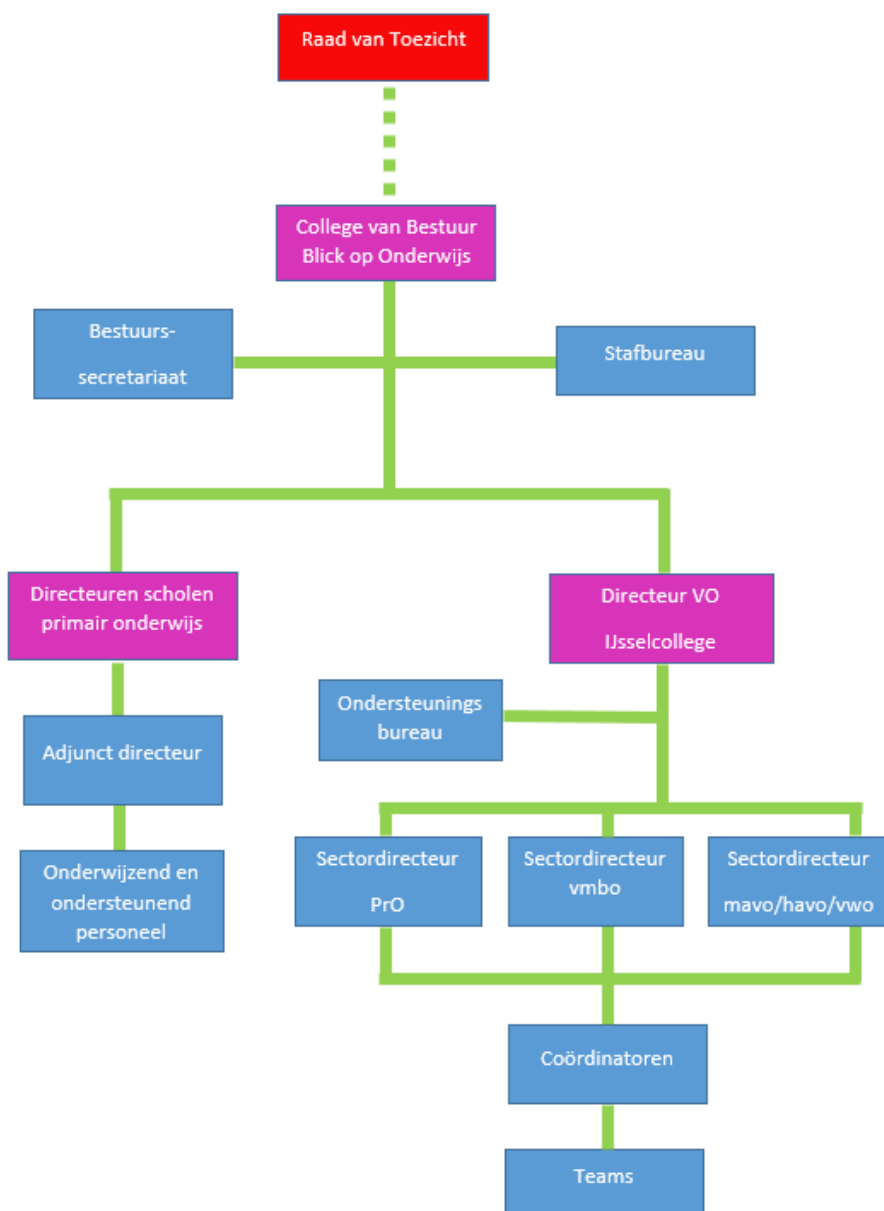 Raad van Toezicht
College van Bestuur
Blick op Onderwijs
Bestuurs-
secretariaat
Stafbureau
Directeuren scholen
primair onderwijs
Directeur VO
IJsselcollege
Ondersteunings
bureau
Adjunct directeur
Sectordirecteur
PrO
Sectordirecteur
vmbo
Sectordirecteur
mavo/havo/vwo
Onderwijzend en
ondersteunend
personeel
Coördinatoren
Teams